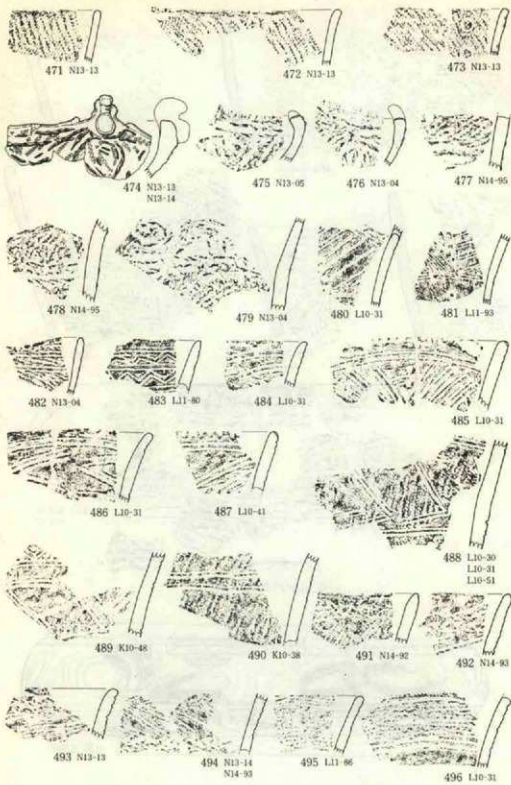 471 N13-13
472 N13-13
473 N13-13
474 N13-13
N13-14
475 N13-05
476 N13-04
477 N14-95
478 N14-95
479 N13-04
480 L10-31
481 L11-93
482 N13-04
483 L11-80
484 L10-31
485 L10-31
486 L10-31
487 L10-41
488 L10-30
L10-31
L10-51
489 K10-48
490 K10-38
491 N14-92
492 N14-93
493 N13-13
494 N13-14
N14-93
495 L11-66
496 L10-31